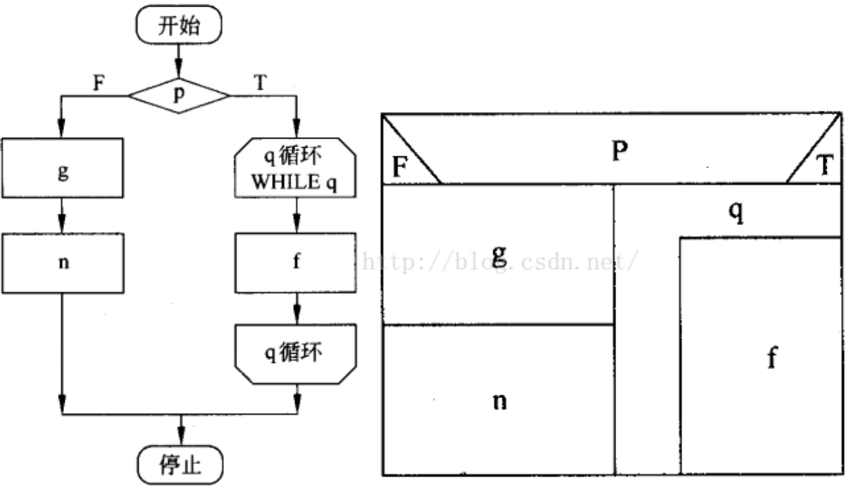 开始
F
p
T
g
q循环
WHILE q
n
f
q循环
停止
P
F
T
q
g
http://blog.csdn.net/
f
n